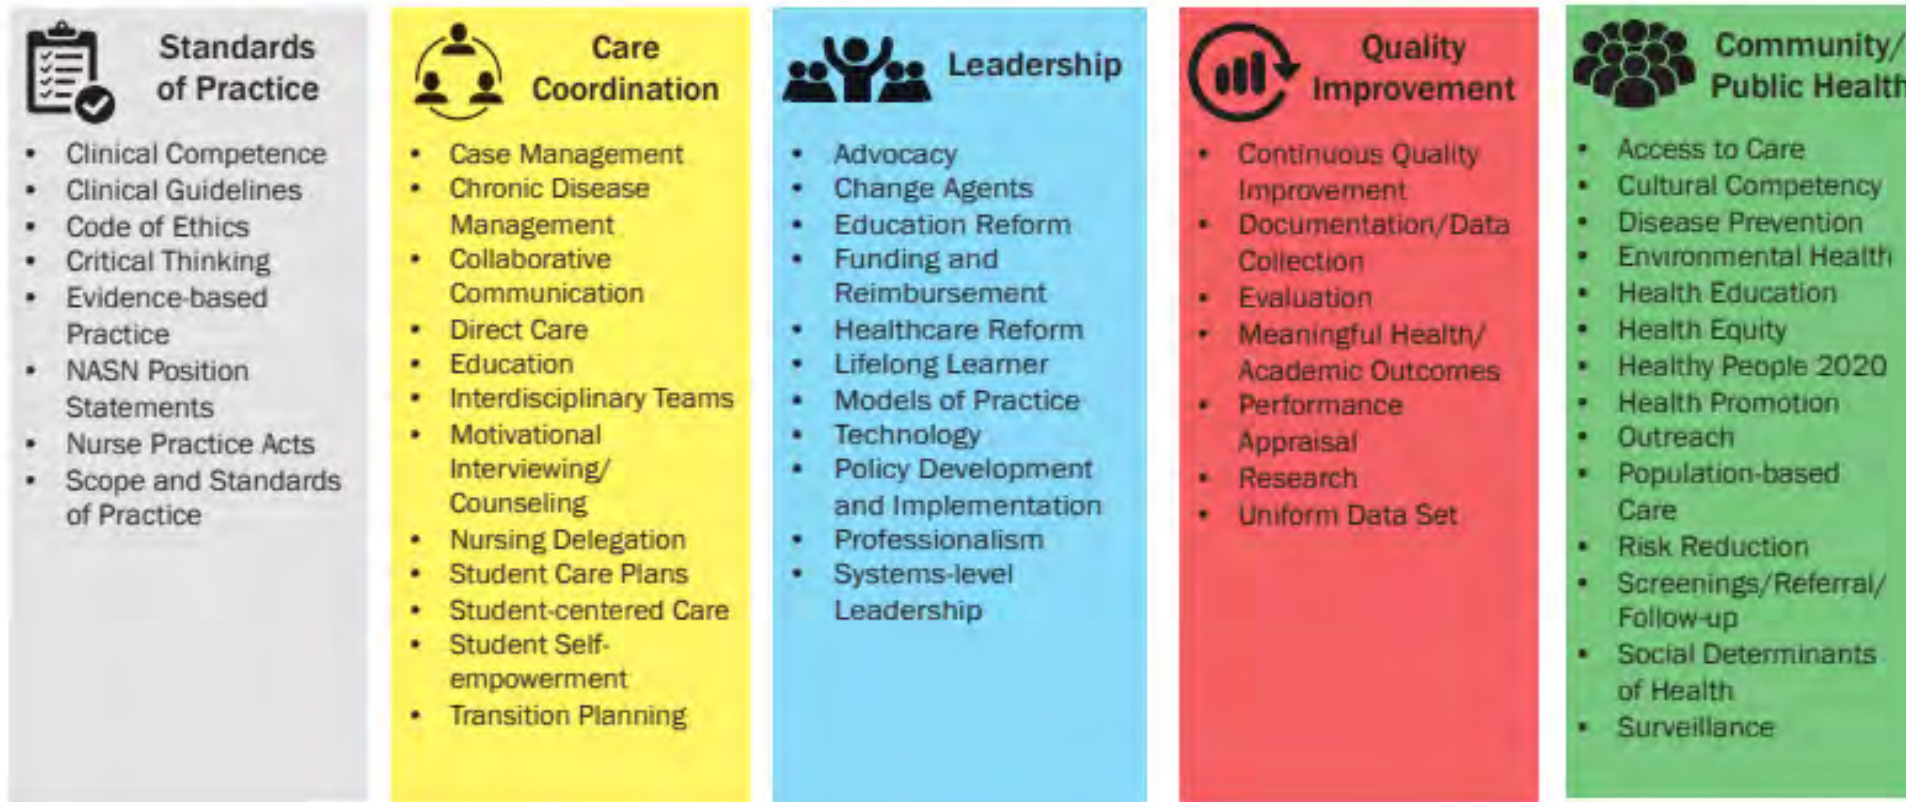 Standards
of Practice
• Clinical Competence
• Clinical Guidelines
• Code of Ethics
• Critical Thinking
• Evidence-based
Practice
• NASN Position
Statements
• Nurse Practice Acts
• Scope and Standards
of Practice
Care
Coordination
• Case Management
• Chronic Disease
Management
• Collaborative
Communication
• Direct Care
• Education
• Interdisciplinary Teams
• Motivational
Interviewing/
Counseling
• Nursing Delegation
• Student Care Plans
• Student-centered Care
• Student Self-
empowerment
• Transition Planning
Leadership
• Advocacy
• Change Agents
• Education Reform
• Funding and
Reimbursement
• Healthcare Reform
• Lifelong Learner
• Models of Practice
• Technology
• Policy Development
and Implementation
• Professionalism
• Systems-level
Leadership
Quality
Improvement
• Continuous Quality
Improvement
• Documentation/Data
Collection
• Evaluation
• Meaningful Health/
Academic Outcomes
• Performance
Appraisal
• Research
• Uniform Data Set
Community/
Public Health
• Access to Care
• Cultural Competency
• Disease Prevention
• Environmental Health
• Health Education
• Health Equity
• Healthy People 2020
• Health Promotion
• Outreach
• Population-based
Care
• Risk Reduction
• Screenings/Referral/
Follow-up
• Social Determinants
of Health
• Surveillance